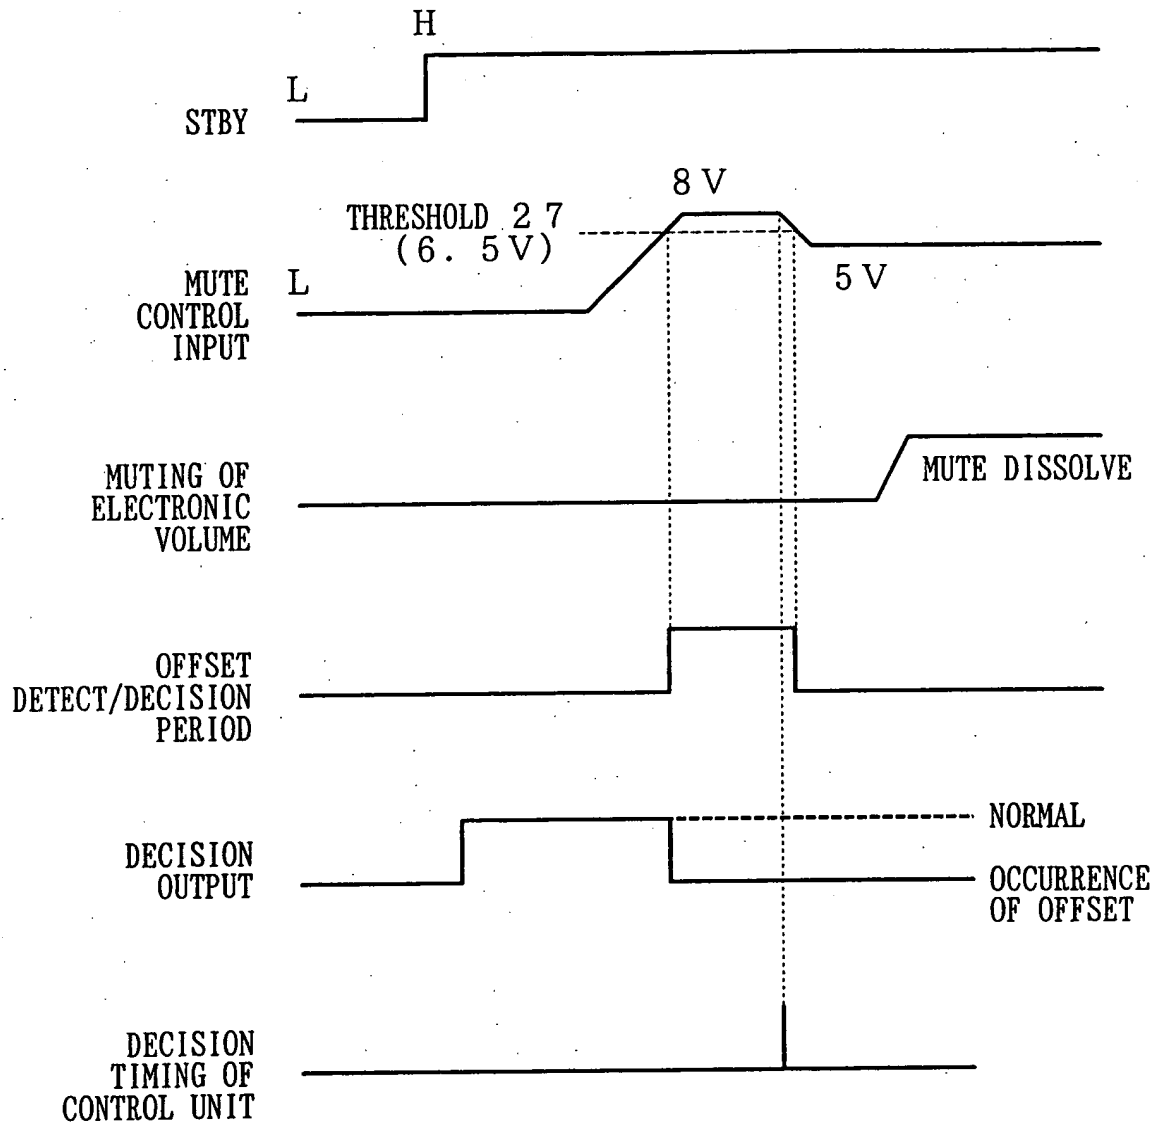 H
L
STBY
8 V
THRESHOLD 2 7
(6. 5V)
L
MUTE
CONTROL
INPUT
5 V
MUTING OF
ELECTRONIC
VOLUME
MUTE DISSOLVE
OFFSET
DETECT/DECISION
PERIOD
NORMAL
DECISION
OUTPUT
OCCURRENCE
OF OFFSET
DECISION
TIMING OF
CONTROL UNIT